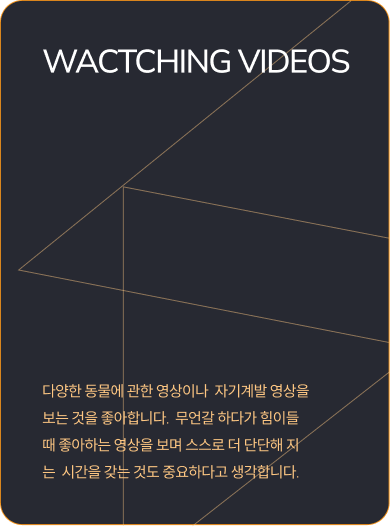 WACTCHING VIDEOS
다양한 동물에 관한 영상이나 자기계발 영상을
보는 것을 좋아합니다. 무언갈 하다가 힘이들
때 좋아하는 영상을 보며 스스로 더 단단해 지
는 시간을 갖는 것도 중요하다고 생각합니다.